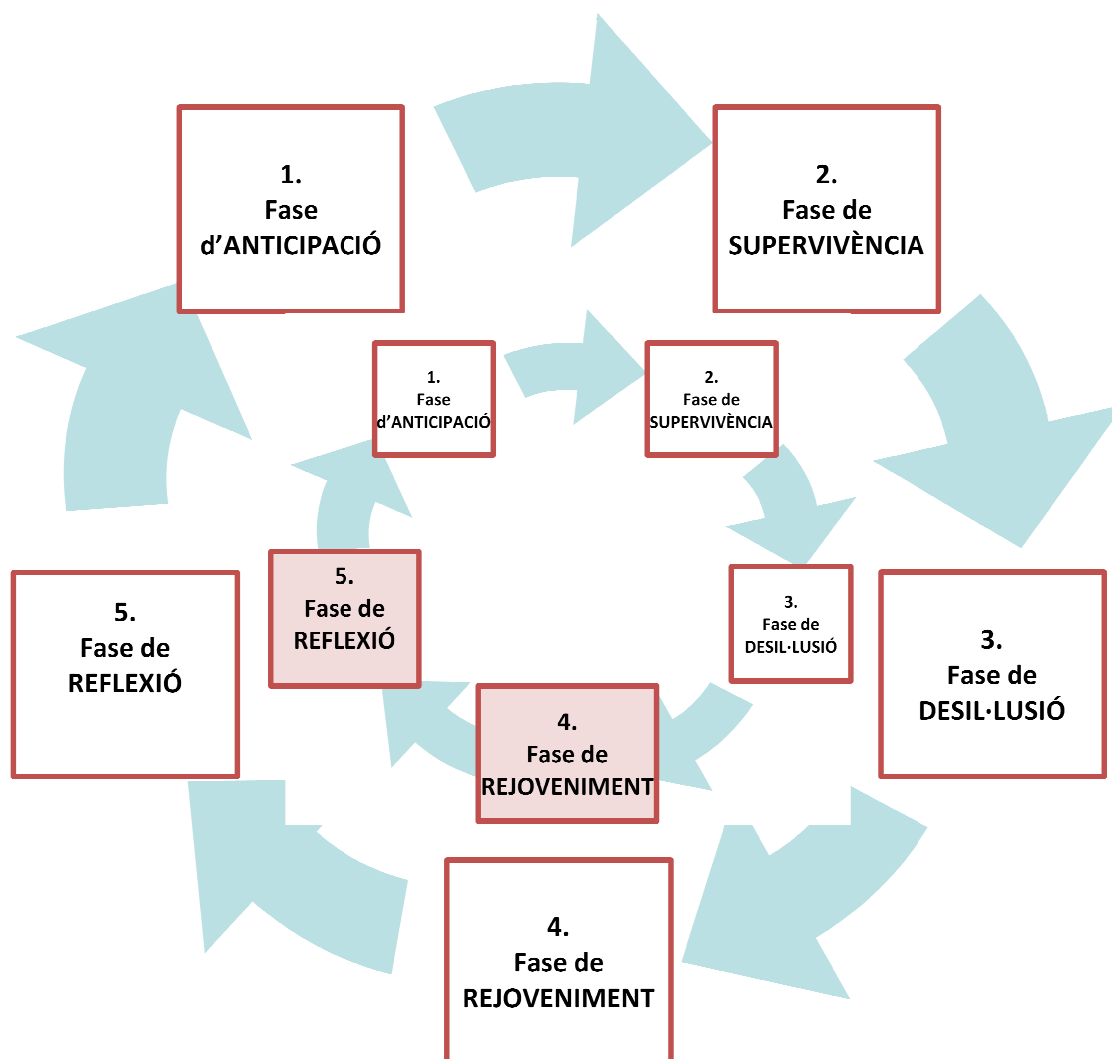 1.
Fase
d’ANTICIPACIÓ
2.
Fase de
SUPERVIVÈNCIA
1.
Fase
d’ANTICIPACIÓ
2.
Fase de
SUPERVIVÈNCIA
5.
Fase de
REFLEXIÓ
5.
Fase de
REFLEXIÓ
3.
Fase de
DESIL·LUSIÓ
3.
Fase de
DESIL·LUSIÓ
4.
Fase de
REJOVENIMENT
4.
Fase de
REJOVENIMENT